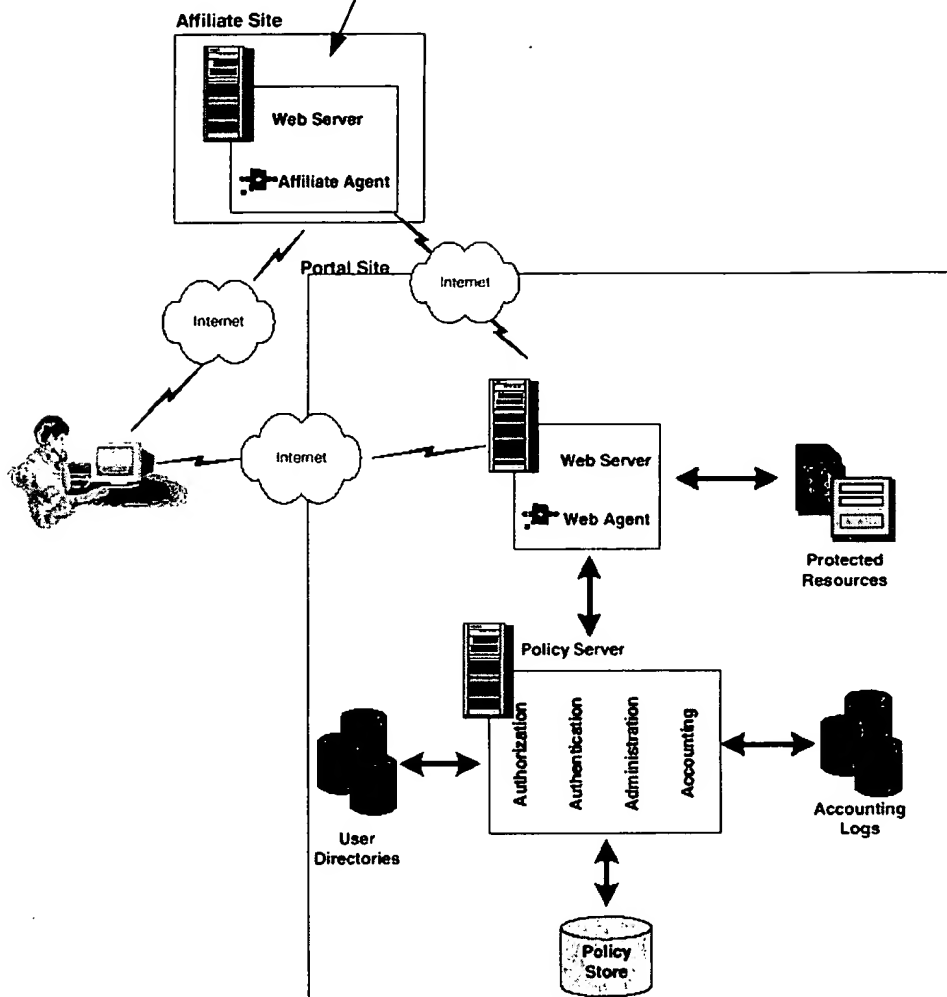 Affiliate Site
Web Server
Affiliate Agent
Portal Site
Internet
Internet
Internet
Web Server
Web Agent
Protected
Resources
Policy Server
Authorization
Authentication
Administration
Accounting
User
Directories
Accounting
Logs
Policy
Store